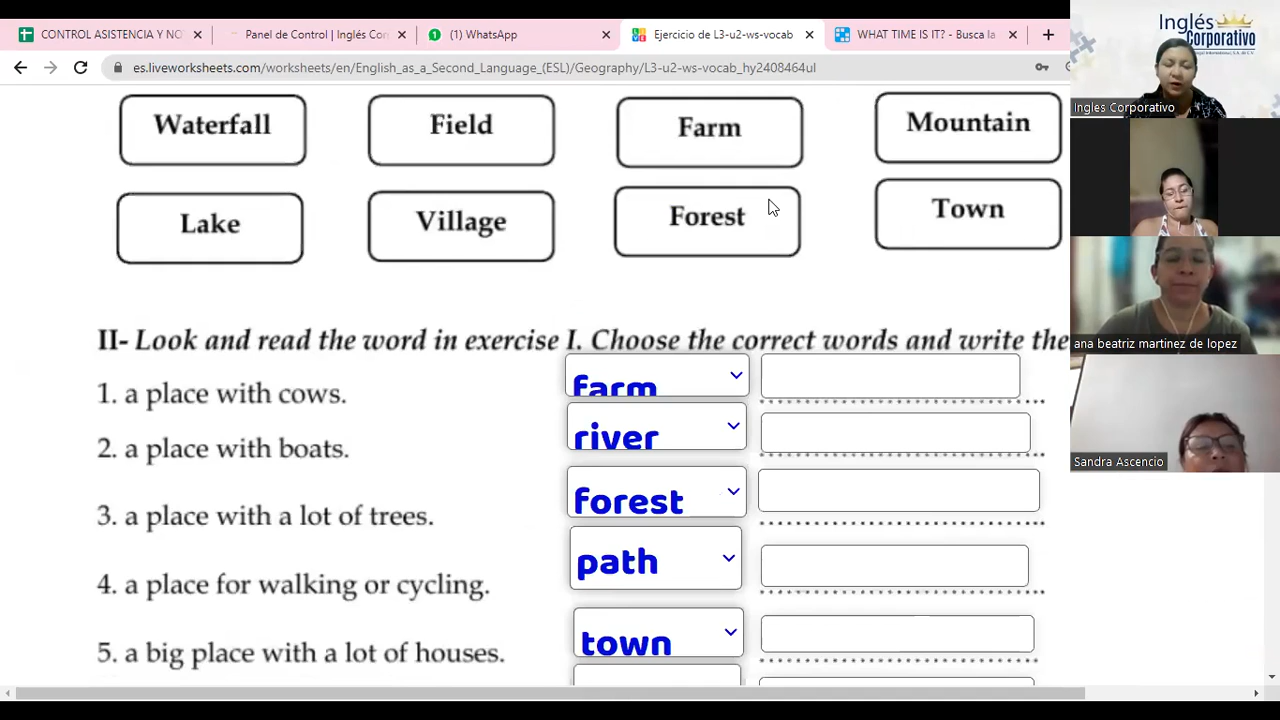 CONTROL ASISTENCIA Y NO
Panel de Control | Inglés Cor
(1) WhatsApp
Ejercicio de L3-u2-ws-vocab
WHAT TIME IS IT? - Busca la
es.liveworksheets.com/worksheets/en/English_as_a_Second_Language_(ESL)/Geography/L3-u2-ws-vocab_hy2408464ul
Inglés
CORPORATIVO
Ingles Corporativo
Waterfall
Field
Farm
Mountain
Lake
Village
Forest
Town
II- Look and read the word in exercise I. Choose the correct words and write the
1. a place with cows.
farm
2. a place with boats.
river
3. a place with a lot of trees.
forest
4. a place for walking or cycling.
path
5. a big place with a lot of houses.
town
ana beatriz martinez de lopez
Sandra Ascencio